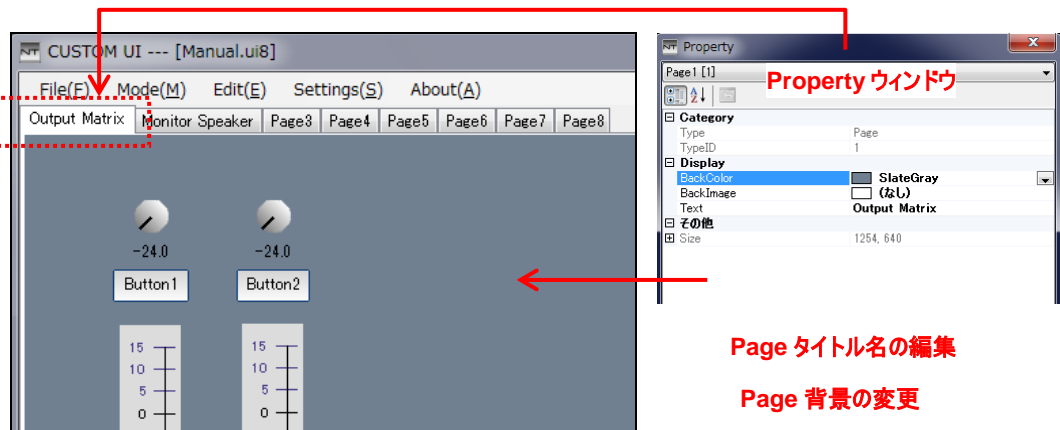 CUSTOM UI --- [Manual.ui8]
File(F) Mode(M) Edit(E) Settings(S) About(A)
Output Matrix Monitor Speaker Page3 Page4 Page5 Page6 Page7 Page8
-24.0 -24.0
Button1 Button2
15 15
10 10
5 5
0 0
Property
Page1 [1]
Property ウィンドウ
Category
Type Page
TypeID 1
Display
BackColor SlateGray
BackImage (なし)
Text Output Matrix
その他
Size 1254, 640
Page タイトル名の編集
Page 背景の変更